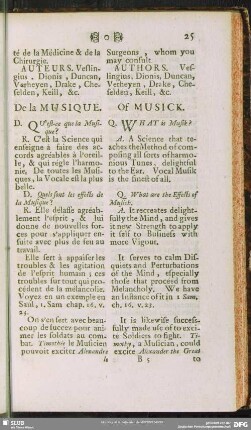 25
té de la Médicine & de la
Chirurgie.
AUTEURS. Veslin-
gius, Dionis, Duncan,
Verheyen, Drake, Che-
selden, Keill, &c.
De la MUSIQUE.
D. Qu'est-ce que la Musi-
que?
R. C'est la Science qui
enseigne à faire des ac-
cords agréables à l'oreil-
le, & qui règle l'harmo-
nie. De toutes les Musi-
ques, la Vocale est la plus
belle.
D. Quels sont les effets de
la Musique?
R. Elle délasse agréab-
lement l'esprit, & lui
donne de nouvelles for-
ces pour s'appliquer en-
suite avec plus de feu au
travail.
Elle sert à appaiser les
troubles & les agitations
de l'esprit humain; ces
troubles sur tout qui pro-
cédent de la mélancolie.
Voyez en un exemple en
Saul, 1. Sam. chap. 16. v.
23.
On s'en sert avec beau-
coup de succez pour ani-
mer les soldats au com-
bat. Timothée le Musicien
pouvoit exciter Alexandre
le
Surgeons, whom you
may consult
AUTHORS. Ves-
lingius, Dionis, Duncan,
Verheyen, Drake, Che-
selden, Keill, &c.
Of MUSICK.
Q. WHAT is Musick?
A. A Science that
teaches the Method of com-
posing all sorts of harmo-
nious Tunes, delightful
to the Ear. Vocal Musick
is the finest of all.
Q. What are the Effects of
Musick.
A. It recreates delight-
fully the Mind, and gives
it new Strength to apply
it self to Business with
more Vigour.
It serves to calm Dis-
quiets and Perturbations
of the Mind, especially
those that proceed from
Melancholy. We have
an Instance of it in 1 Sam.
ch. 16. v. 23.
It is likewise success-
fully made use of to exci-
te Soldiers to fight. Ti-
mothy, a Musician, could
excite Alexander the Great
B 5 to
SLUB